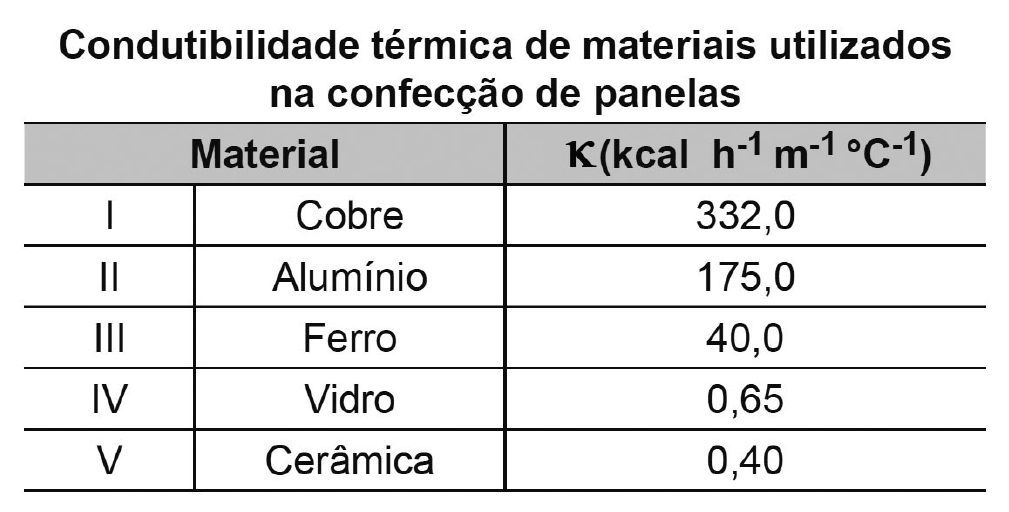 Condutibilidade térmica de materiais utilizados
na confecção de panelas
Material K(kcal h-1 m-1 °C-1)
I Cobre 332,0
II Alumínio 175,0
III Ferro 40,0
IV Vidro 0,65
V Cerâmica 0,40